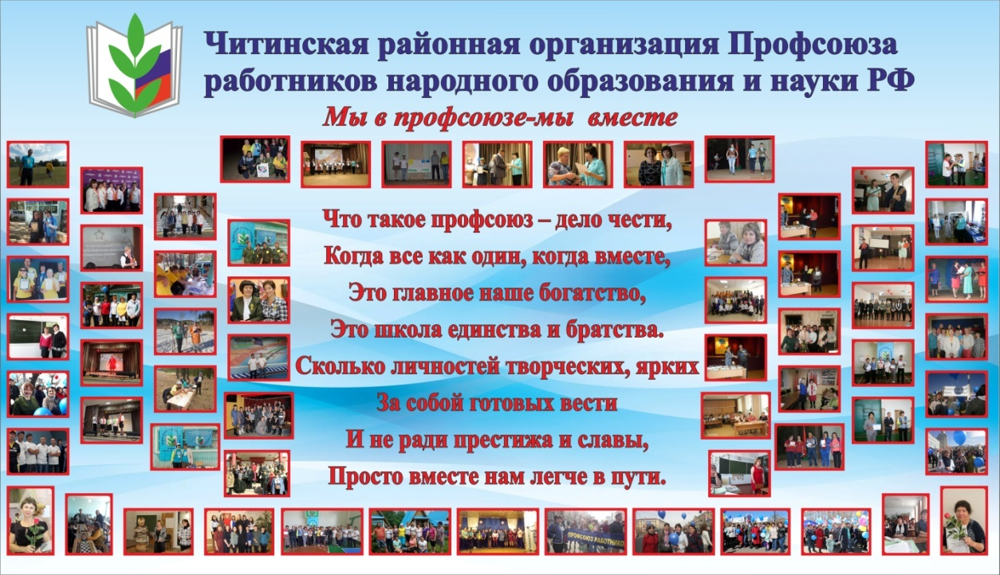 Читинская районная организация Профсоюза
работников народного образования и науки РФ
Мы в профсоюзе-мы вместе
Что такое профсоюз – дело чести,
Когда все как один, когда вместе,
Это главное наше богатство,
Это школа единства и братства.
Сколько личностей творческих, ярких
За собой готовых вести
И не ради престижа и славы,
Просто вместе нам легче в пути.
ПРОФСОЮЗ РАБОТНИКО